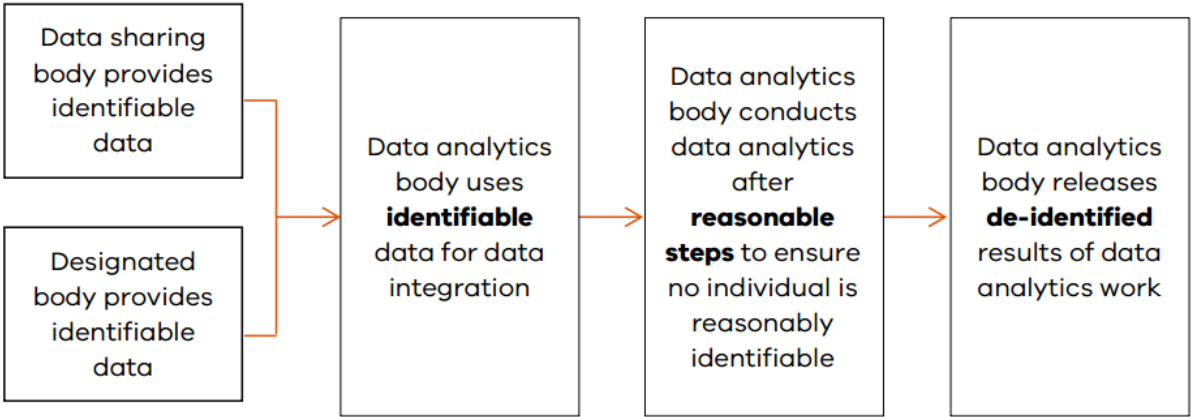 Data sharing
body provides
identifiable
data
Designated
body provides
identifiable
data
Data analytics
body uses
identifiable
data for data
integration
Data analytics
body conducts
data analytics
after
reasonable
steps to ensure
no individual is
reasonably
identifiable
Data analytics
body releases
de-identified
results of data
analytics work